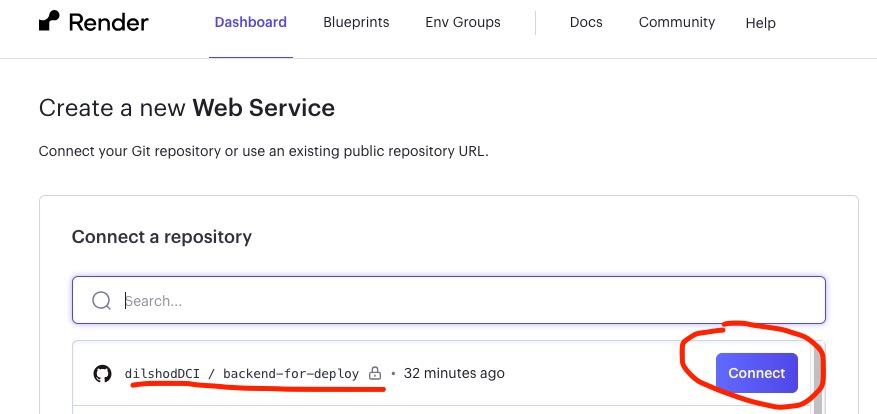 Render Dashboard Blueprints Env Groups Docs Community Help
Create a new Web Service
Connect your Git repository or use an existing public repository URL.
Connect a repository
Search...
dilshodDCI / backend-for-deploy • 32 minutes ago Connect